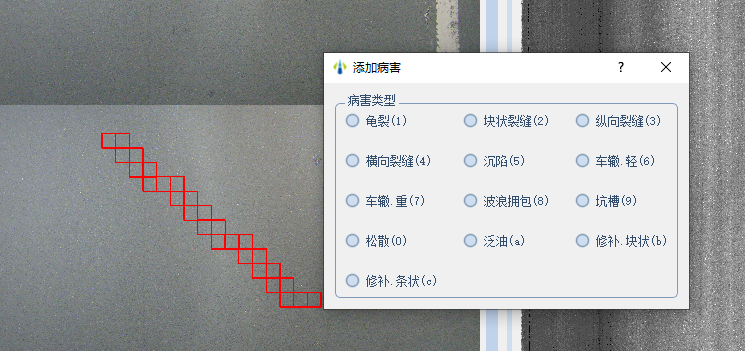 添加病害
?
病害类型
龟裂(1) 块状裂缝(2) 纵向裂缝(3)
横向裂缝(4) 沉陷(5) 车辙.轻(6)
车辙.重(7) 波浪拥包(8) 坑槽(9)
松散(0) 泛油(a) 修补.块状(b)
修补.条状(c)